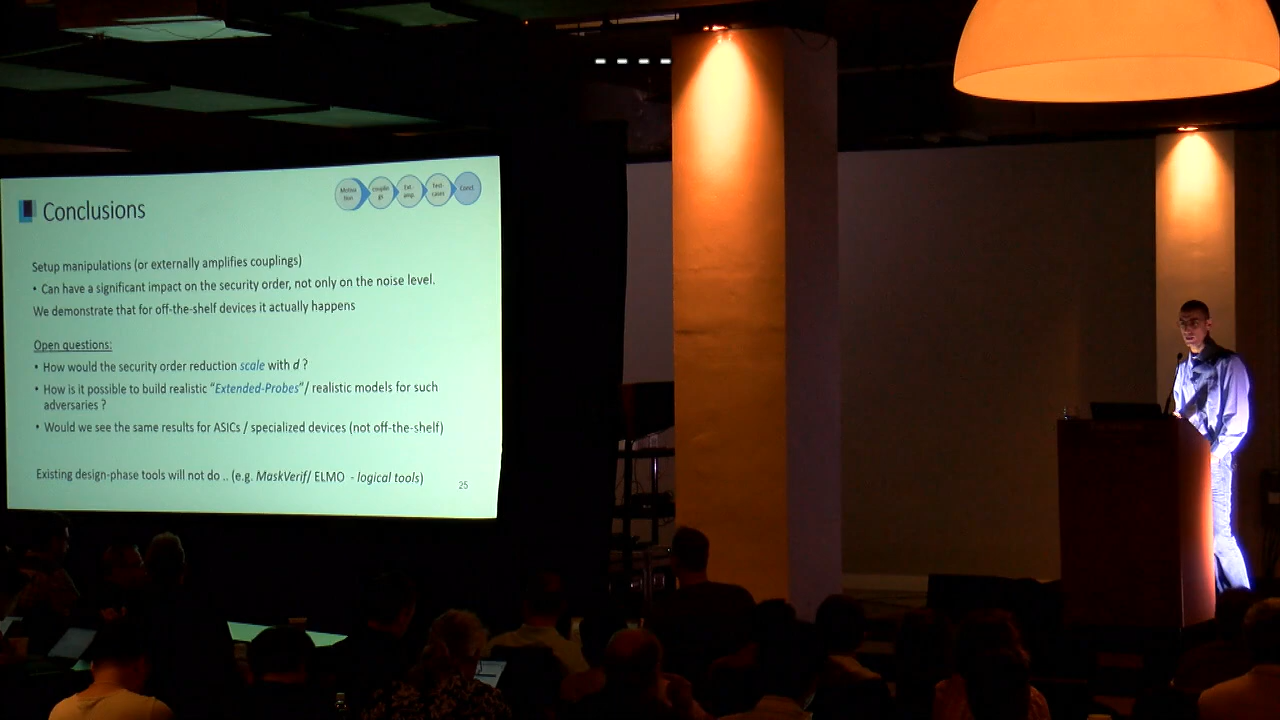 Conclusions
Motiva
tion
couplin
gs
Ext.
amp.
Test-
cases
Concl.
Setup manipulations (or externally amplifies couplings)
• Can have a significant impact on the security order, not only on the noise level.
We demonstrate that for off-the-shelf devices it actually happens
Open questions:
• How would the security order reduction scale with d ?
• How is it possible to build realistic “Extended-Probes”/ realistic models for such
adversaries ?
• Would we see the same results for ASICs / specialized devices (not off-the-shelf)
Existing design-phase tools will not do .. (e.g. MaskVerif/ ELMO - logical tools)
25